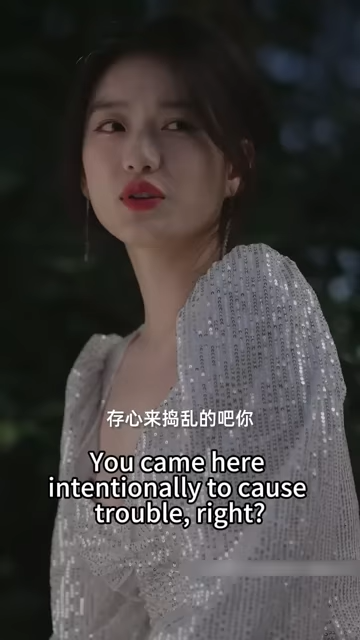 存心来捣乱的吧你
You came here
intentionally to cause
trouble, right?